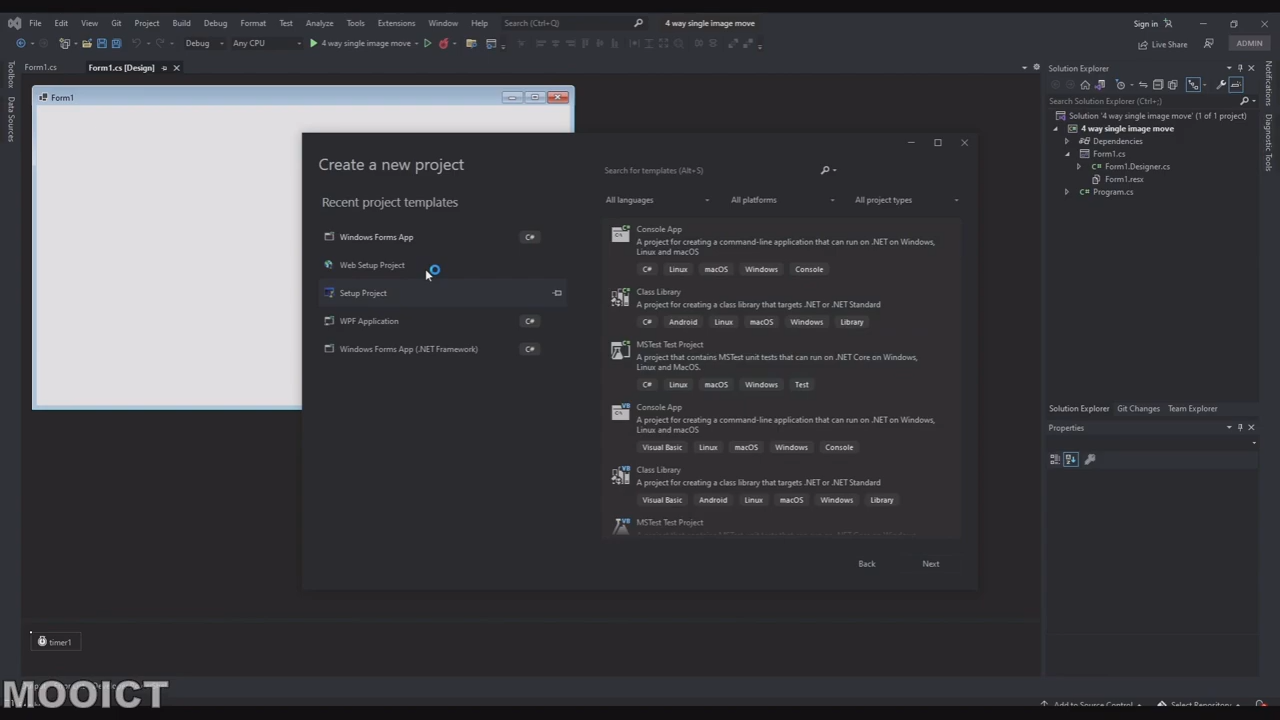 File Edit View Git Project Build Debug Format Test Analyze Tools Extensions Window Help Search (Ctrl+Q) 4 way single image move Sign in
Debug Any CPU 4 way single image move Live Share ADMIN
Form1.cs Form1.cs [Design]
Toolbox
Data Sources
Form1
Create a new project
Recent project templates
Windows Forms App C#
Web Setup Project
Setup Project
WPF Application C#
Windows Forms App (.NET Framework) C#
Search for templates (Alt+S)
All languages All platforms All project types
Console App
A project for creating a command-line application that can run on .NET on Windows,
Linux and macOS
C# Linux macOS Windows Console
Class Library
A project for creating a class library that targets .NET or .NET Standard
C# Android Linux macOS Windows Library
MSTest Test Project
A project that contains MSTest unit tests that can run on .NET Core on Windows,
Linux and MacOS.
C# Linux macOS Windows Test
Console App
A project for creating a command-line application that can run on .NET on Windows,
Linux and macOS
Visual Basic Linux macOS Windows Console
Class Library
A project for creating a class library that targets .NET or .NET Standard
Visual Basic Android Linux macOS Windows Library
MSTest Test Project
Back Next
Solution Explorer
Search Solution Explorer (Ctrl+;)
Solution '4 way single image move' (1 of 1 project)
4 way single image move
Dependencies
Form1.cs
C# Form1.Designer.cs
Form1.resx
C# Program.cs
Solution Explorer Git Changes Team Explorer
Properties
Notifications
Diagnostic Tools
timer1
MOOICT
Add to Source Control Select Repository